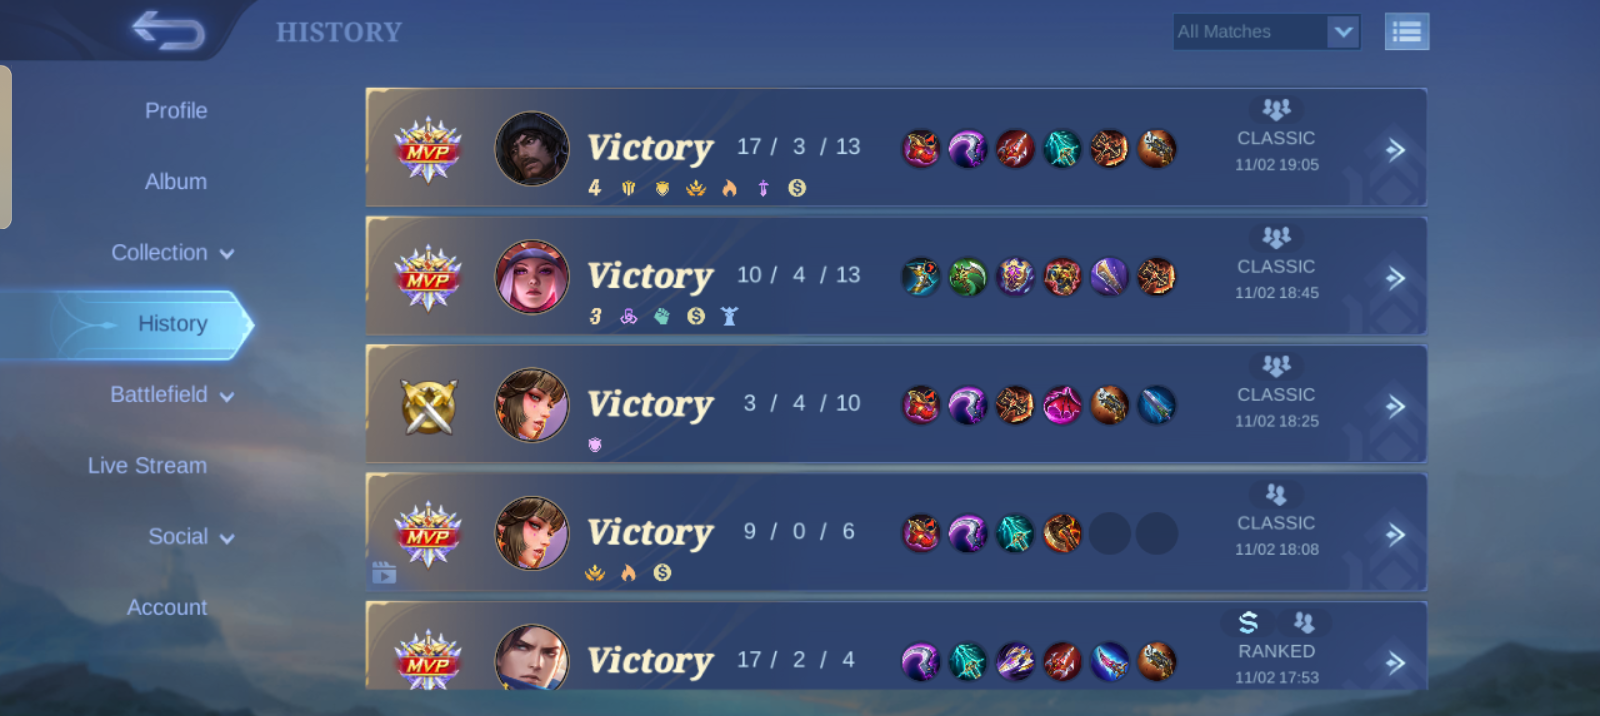 HISTORY
All Matches
Profile
Album
Collection
History
Battlefield
Live Stream
Social
Account
MVP Victory 17 / 3 / 13 CLASSIC
4 11/02 19:05
MVP Victory 10 / 4 / 13 CLASSIC
3 11/02 18:45
Victory 3 / 4 / 10 CLASSIC
11/02 18:25
MVP Victory 9 / 0 / 6 CLASSIC
11/02 18:08
MVP Victory 17 / 2 / 4 RANKED
11/02 17:53